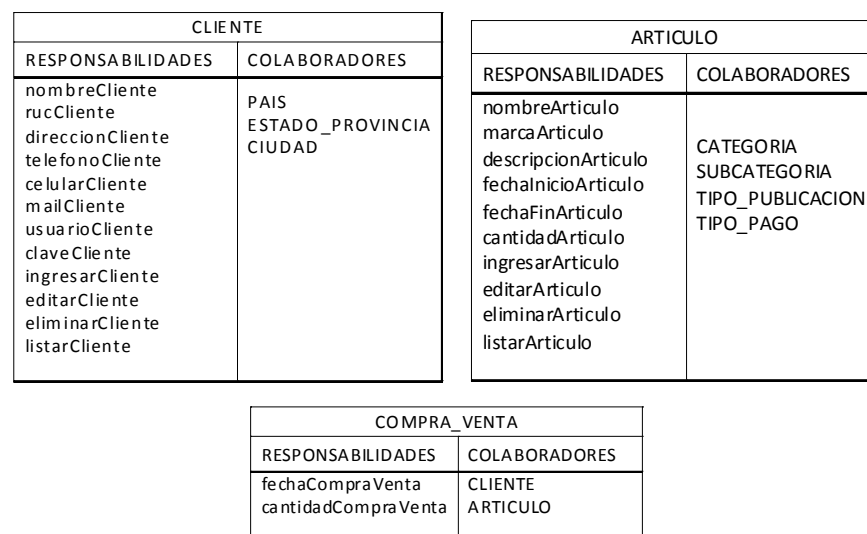 CLIENTE
RESPONSABILIDADES COLABORADORES
nombreCliente
rucCliente
direccionCliente
telefonoCliente
celularCliente
mailCliente
usuarioCliente
claveCliente
ingresarCliente
editarCliente
eliminarCliente
listarCliente
PAIS
ESTADO_PROVINCIA
CIUDAD
ARTICULO
RESPONSABILIDADES COLABORADORES
nombreArticulo
marcaArticulo
descripcionArticulo
fechaInicioArticulo
fechaFinArticulo
cantidadArticulo
ingresarArticulo
editarArticulo
eliminarArticulo
listarArticulo
CATEGORIA
SUBCATEGORIA
TIPO_PUBLICACION
TIPO_PAGO
COMPRA_VENTA
RESPONSABILIDADES COLABORADORES
fechaCompraVenta CLIENTE
cantidadCompraVenta ARTICULO